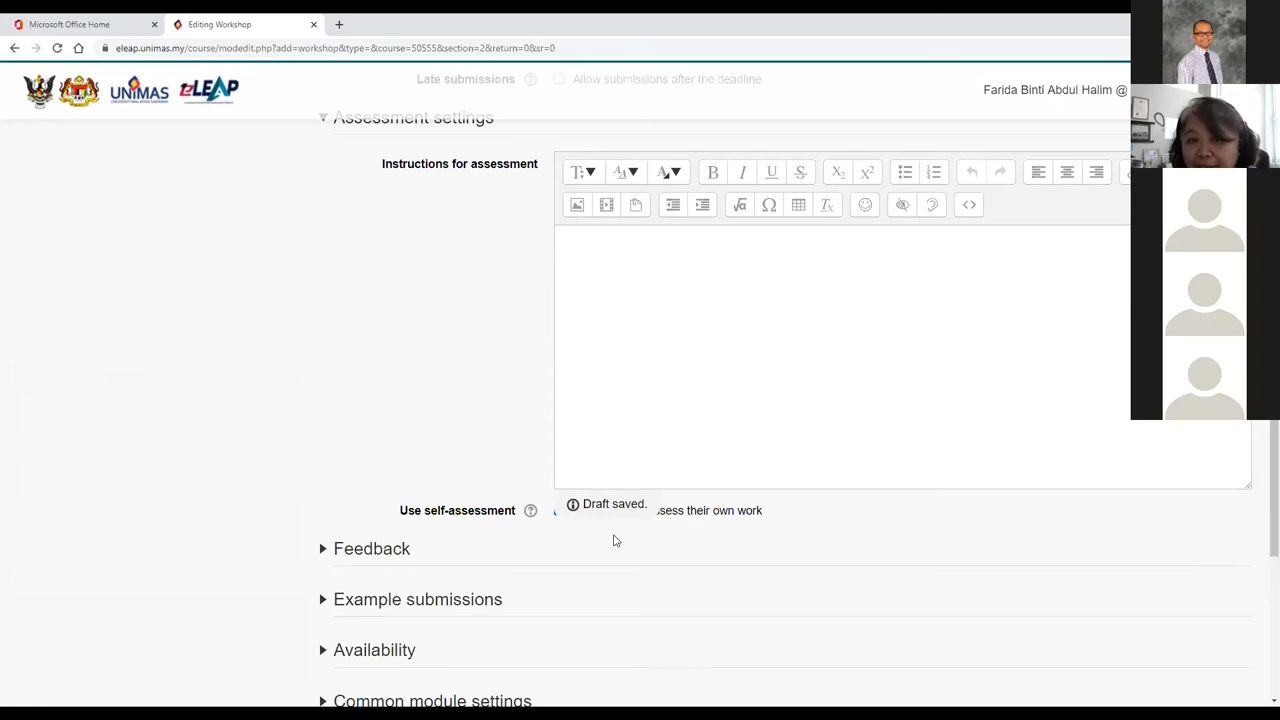 Microsoft Office Home
Editing Workshop
eleap.unimas.my/course/modedit.php?add=workshop&type=&course=50555&section=2&return=0&sr=0
UNIMAS
eLEAP
Farida Binti Abdul Halim @
Late submissions
Allow submissions after the deadline
Assessment settings
Instructions for assessment
Use self-assessment
Draft saved.
sess their own work
Feedback
Example submissions
Availability
Common module settings